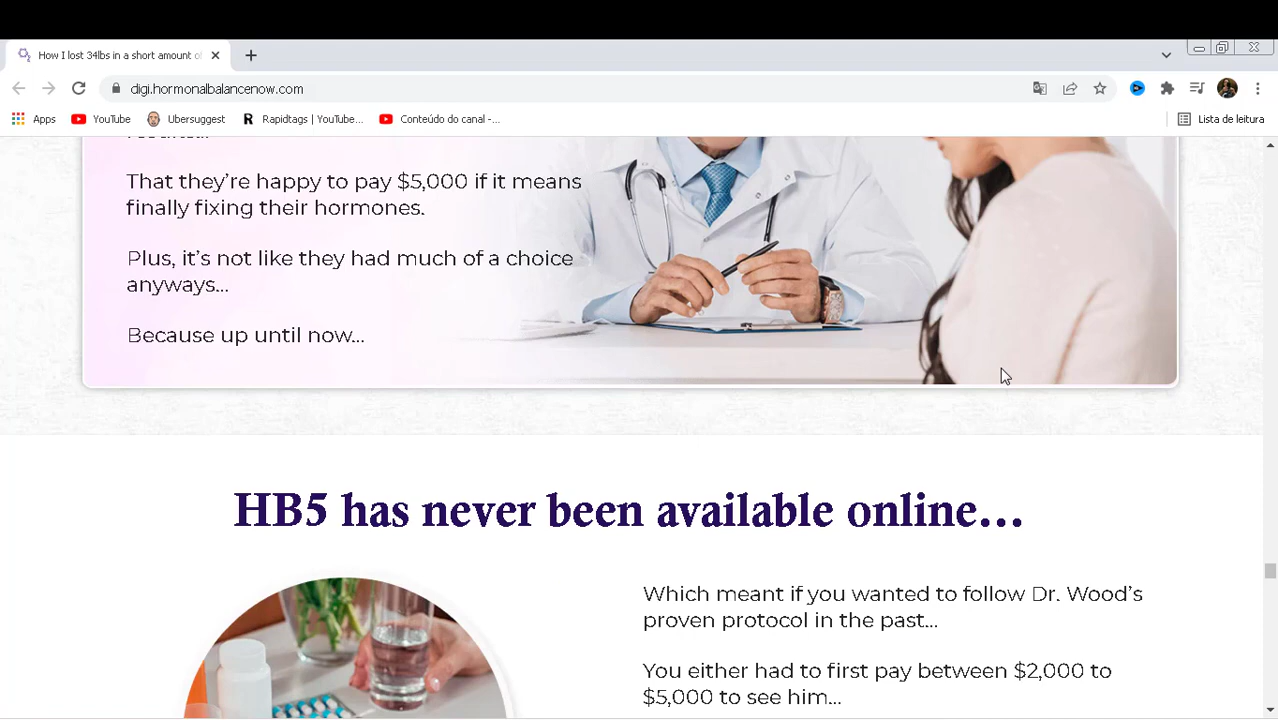 How I lost 34lbs in a short amount of
digi.hormonalbalancenow.com
Apps
YouTube
Ubersuggest
Rapidtags | YouTube...
Conteúdo do canal -...
Lista de leitura
That they're happy to pay $5,000 if it means
finally fixing their hormones.
Plus, it's not like they had much of a choice
anyways...
Because up until now...
HB5 has never been available online...
Which meant if you wanted to follow Dr. Wood's
proven protocol in the past...
You either had to first pay between $2,000 to
$5,000 to see him...